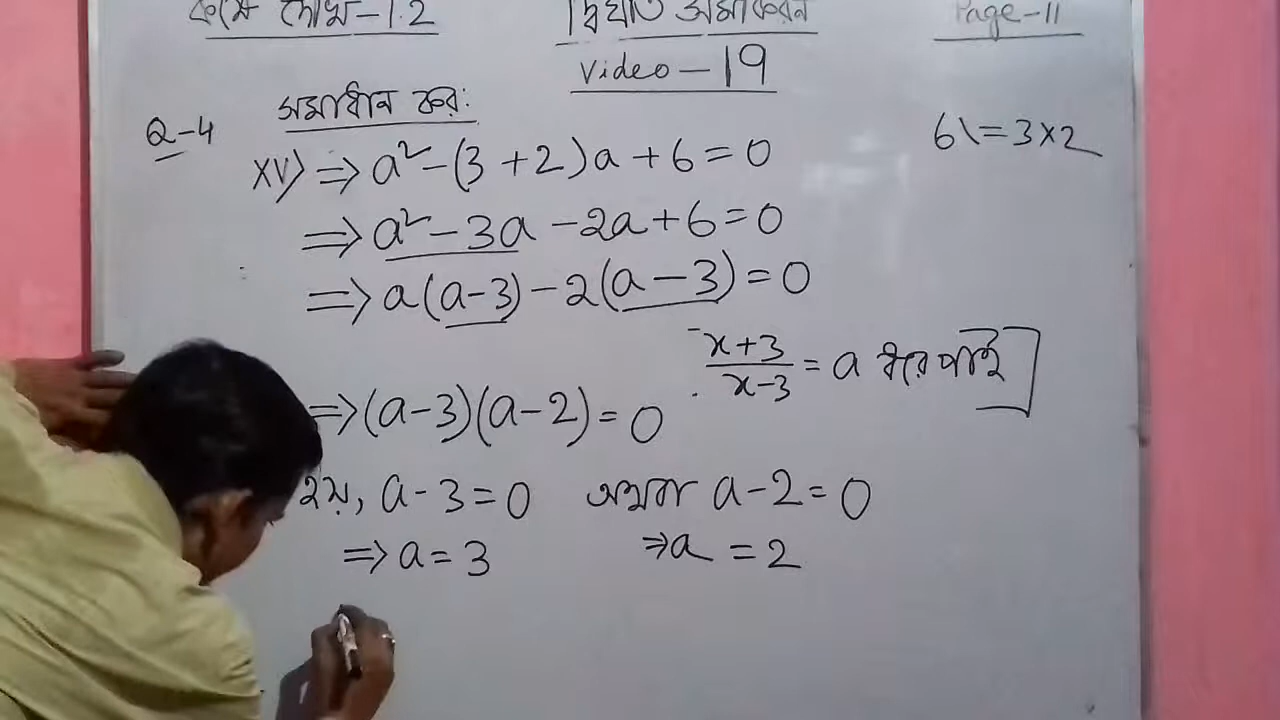 কষে দেখি-1.2 দ্বিঘাত সমীকরন Page-11
Video-19
সমাধান কর:
Q-4
6\=3×2
xv) ⇒ a²-(3+2)a+6=0
⇒ a²-3a-2a+6=0
⇒ a(a-3)-2(a-3)=0
x+3/x-3 = a ধরে পাই]
⇒(a-3)(a-2)=0
হয়, a-3=0 অথবা a-2=0
⇒a=3 ⇒a=2